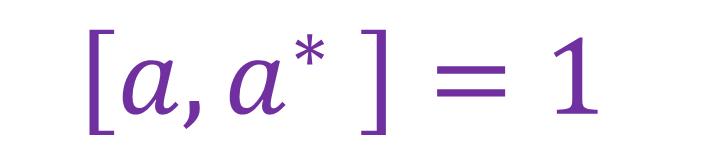 [a, a* ] = 1